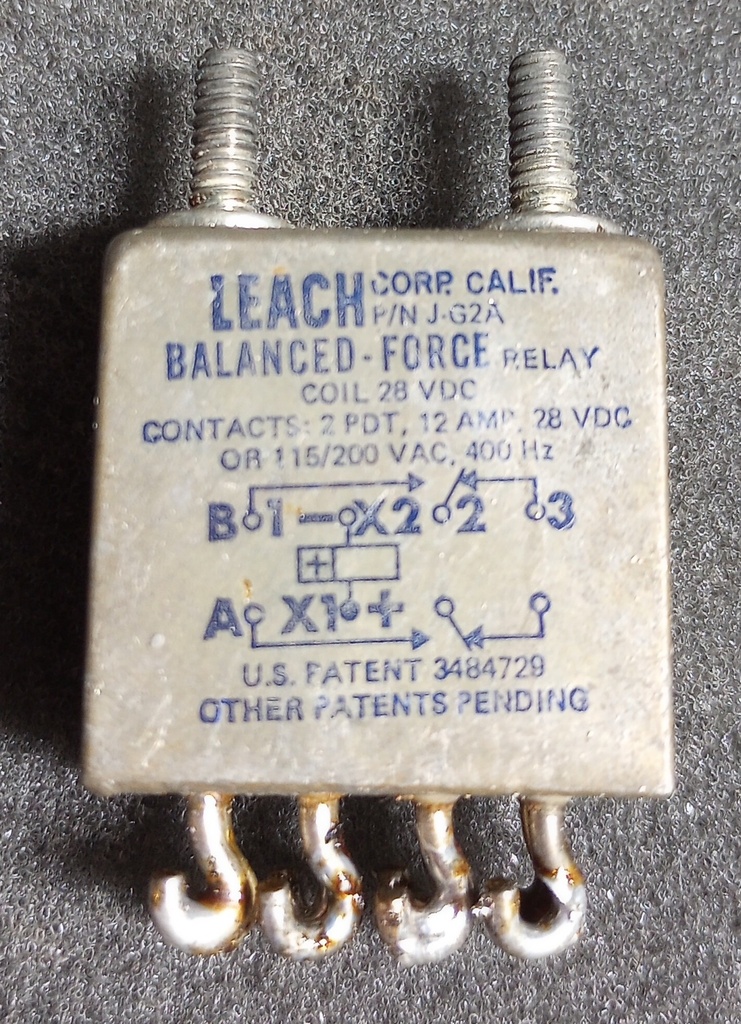 LEACH CORP. CALIF.
P/N J-G2A
BALANCED-FORCE RELAY
COIL 28 VDC
CONTACTS: 2 PDT, 12 AMP. 28 VDC
OR 115/200 VAC, 400 Hz
B 1 - X2 2 3
+
A X1 +
U.S. PATENT 3484729
OTHER PATENTS PENDING